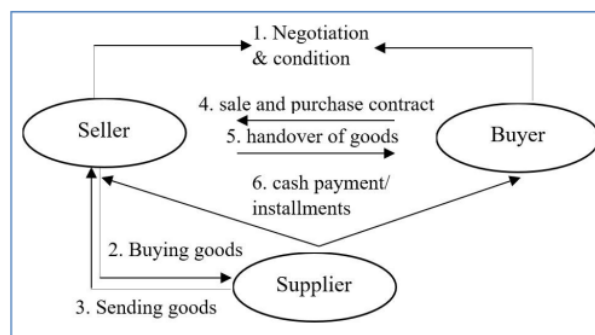 1. Negotiation
& condition
4. sale and purchase contract
Seller
5. handover of goods
Buyer
6. cash payment/
installments
2. Buying goods
Supplier
3. Sending goods